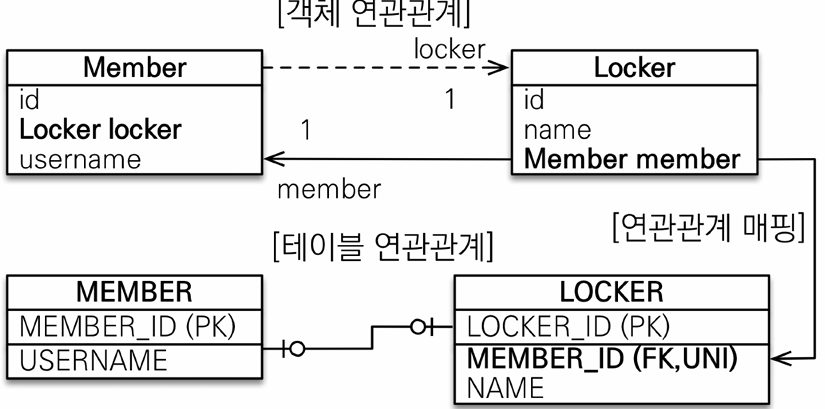 [객체 연관관계]
locker
Member
Locker
id
Locker locker
username
1
1
id
name
Member member
member
[연관관계 매핑]
[테이블 연관관계]
MEMBER
MEMBER_ID (PK)
USERNAME
LOCKER
LOCKER_ID (PK)
MEMBER_ID (FK,UNI)
NAME